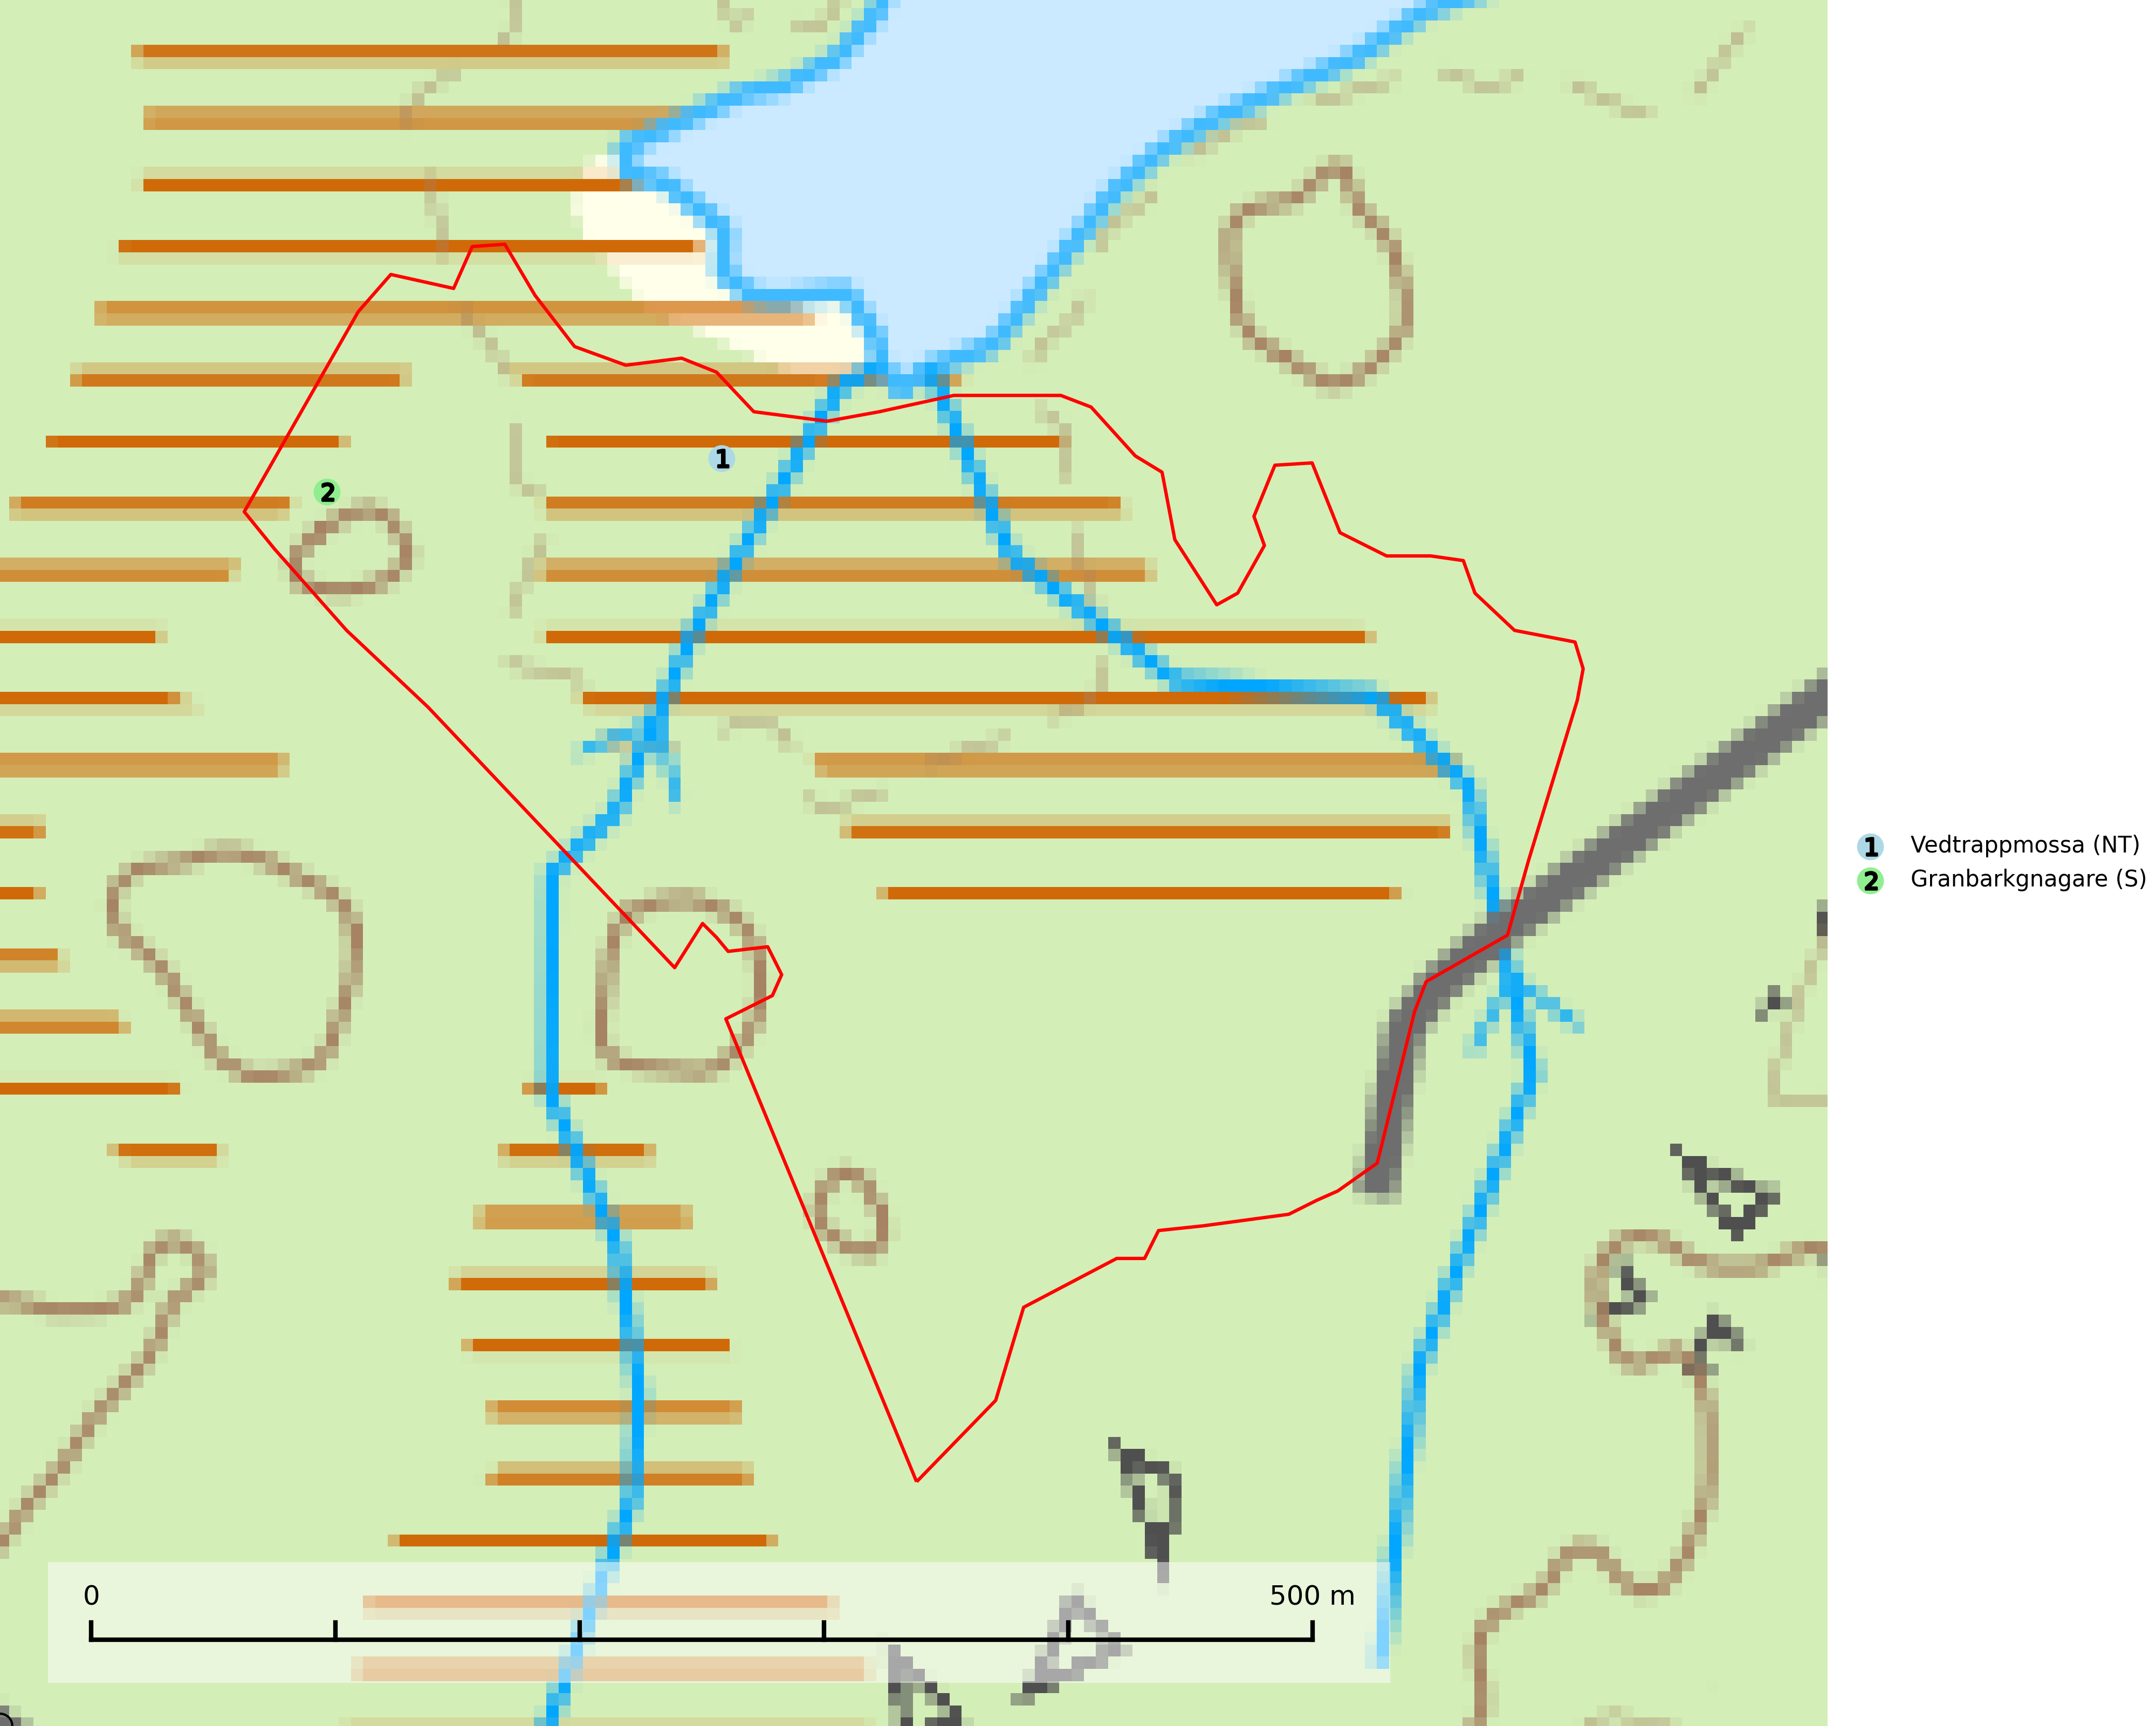 1
2
1 Vedtrappmossa (NT)
2 Granbarkgnagare (S)
0 500 m